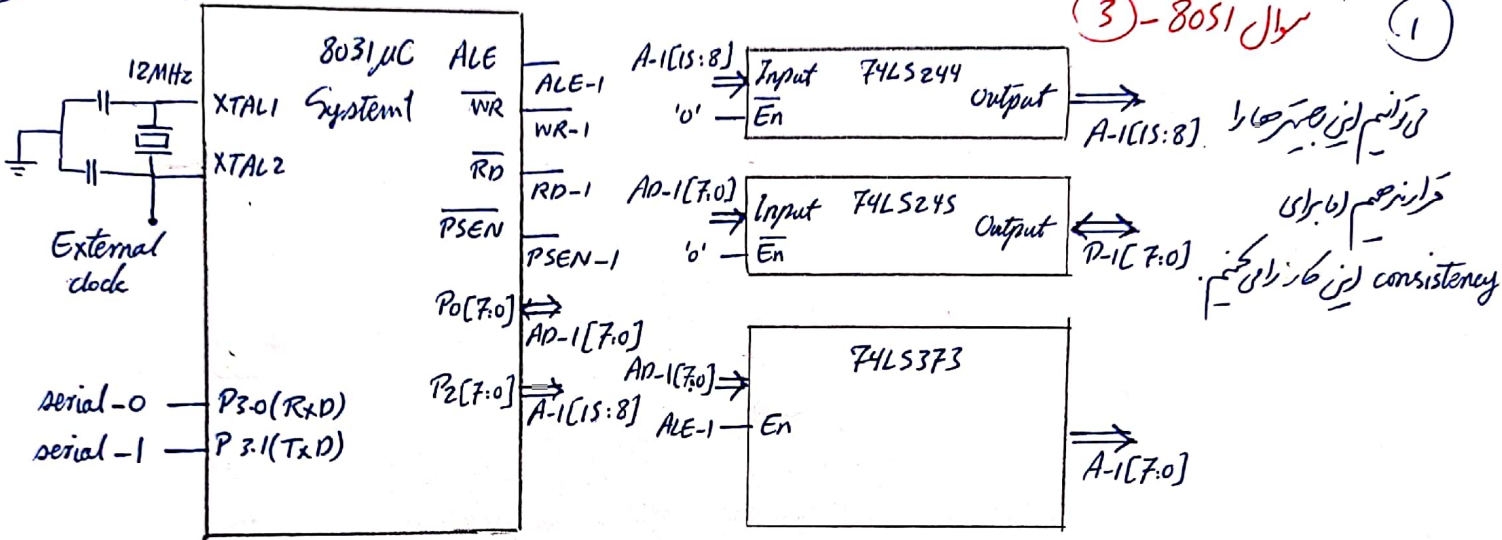 سوال 8051 - 3
1
12MHz
XTAL1
XTAL2
External
clock
serial-0
P3.0(RxD)
serial-1
P3.1(TxD)
8031 μC
System1
ALE
ALE-1
WR
WR-1
RD
RD-1
PSEN
PSEN-1
P0[7:0]
AD-1[7:0]
P2[7:0]
A-1[15:8]
A-1[15:8]
Input 74LS244
Output
'0'
En
A-1[15:8]
AD-1[7:0]
Input 74LS245
Output
'0'
En
D-1[7:0]
AD-1[7:0]
74LS373
ALE-1
En
A-1[7:0]
می‌توانیم این بافرها را
قرار ندهیم اما برای
consistency این کار را می‌کنیم.